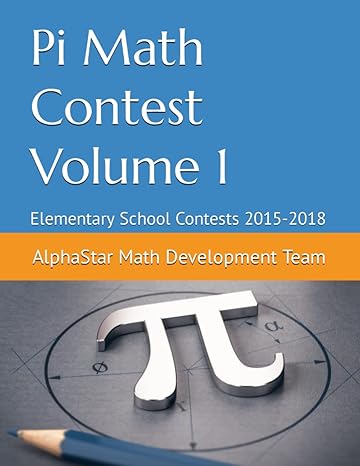 Pi Math
Contest
Volume 1
Elementary School Contests 2015-2018
AlphaStar Math Development Team
π